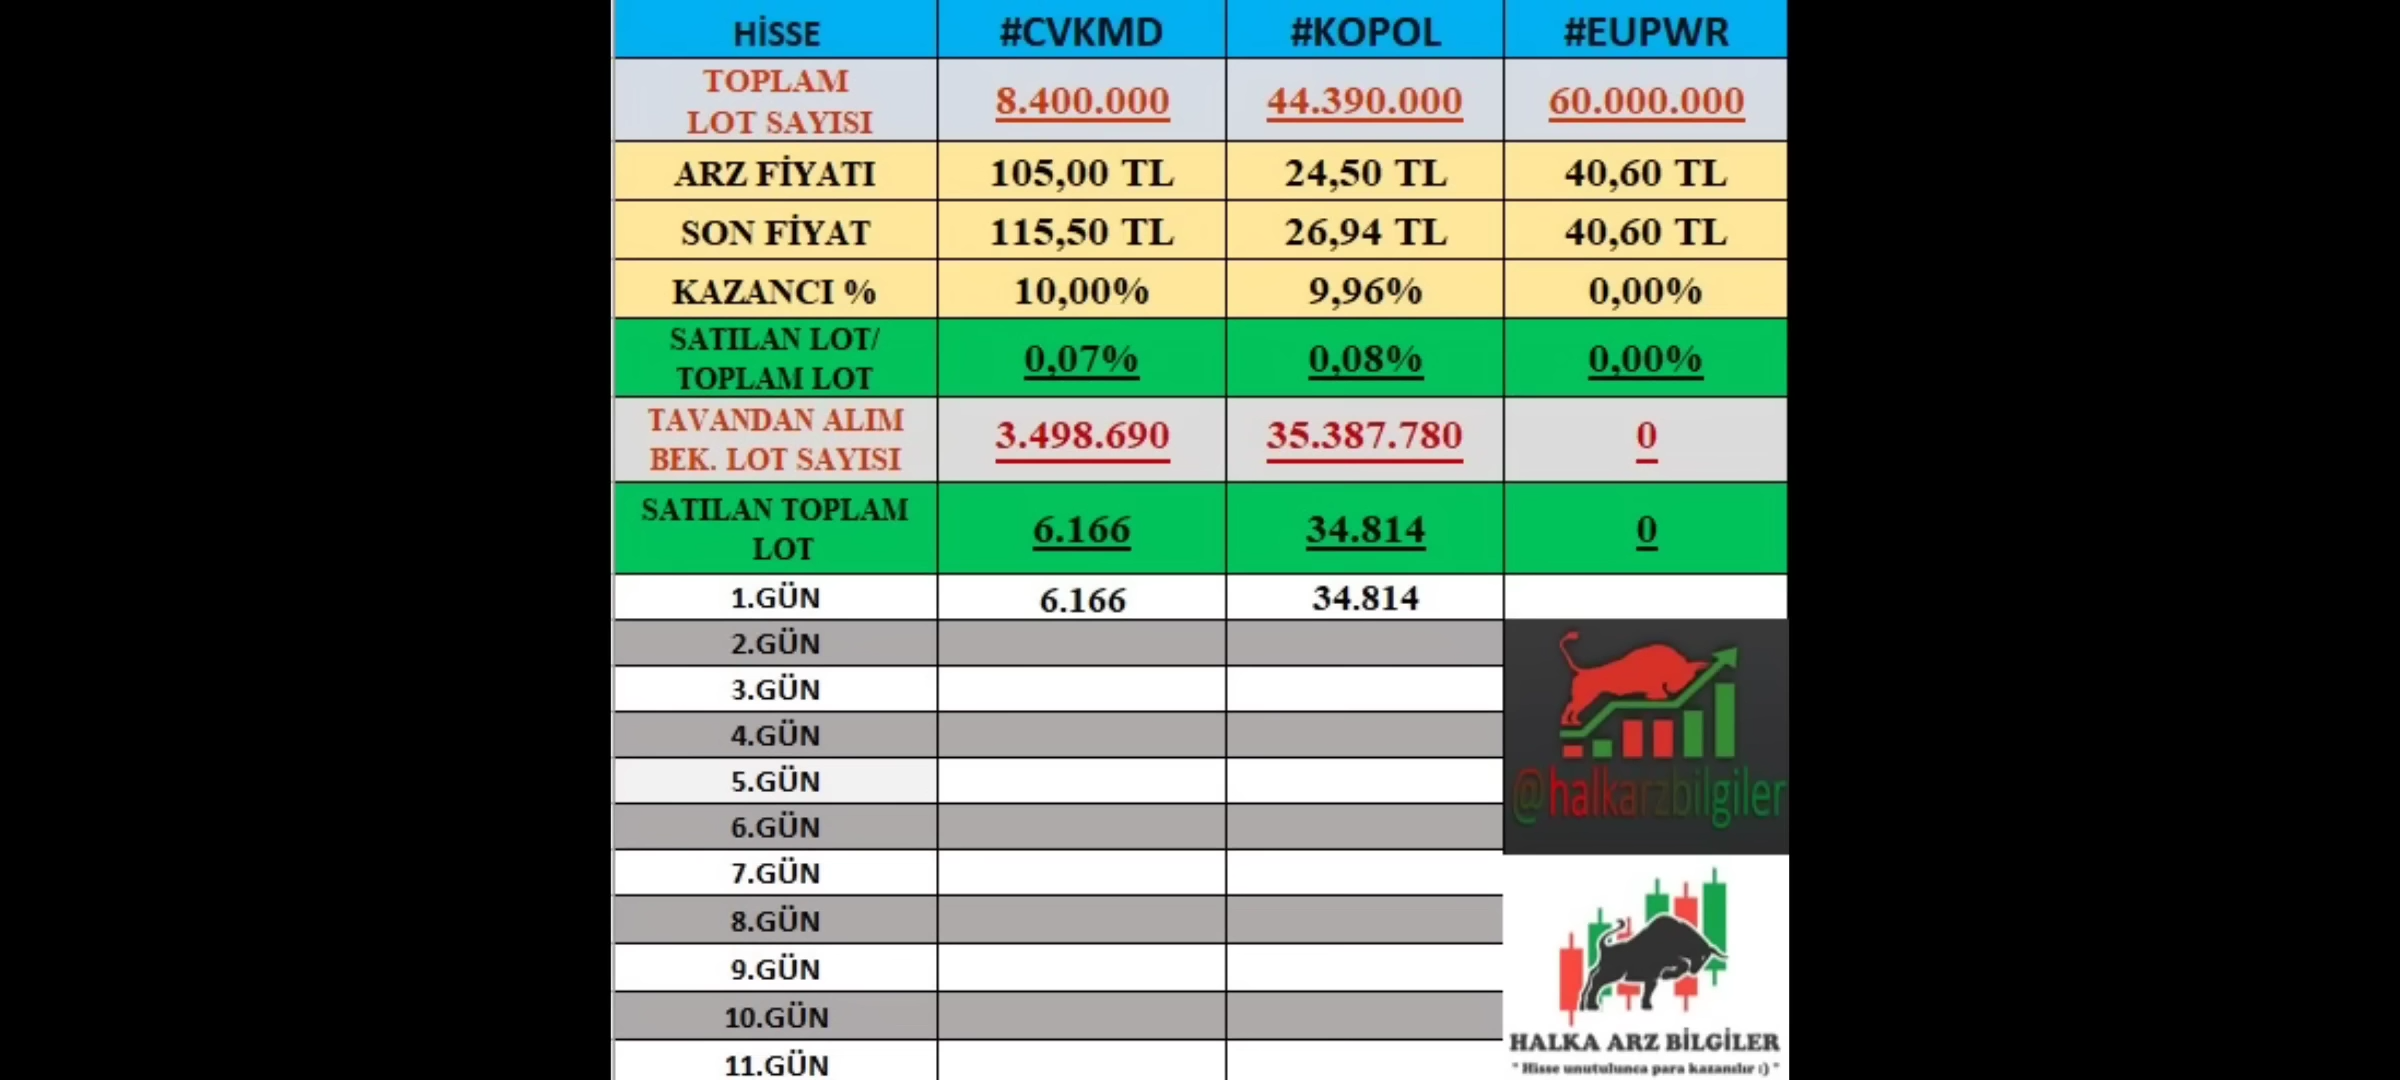 HİSSE #CVKMD #KOPOL #EUPWR
TOPLAM
LOT SAYISI 8.400.000 44.390.000 60.000.000
ARZ FİYATI 105,00 TL 24,50 TL 40,60 TL
SON FİYAT 115,50 TL 26,94 TL 40,60 TL
KAZANCI % 10,00% 9,96% 0,00%
SATILAN LOT/
TOPLAM LOT 0,07% 0,08% 0,00%
TAVANDAN ALIM
BEK. LOT SAYISI 3.498.690 35.387.780 0
SATILAN TOPLAM
LOT 6.166 34.814 0
1.GÜN 6.166 34.814
2.GÜN
3.GÜN
4.GÜN
5.GÜN
6.GÜN
7.GÜN
8.GÜN
9.GÜN
10.GÜN
11.GÜN
@halkarzbilgiler
HALKA ARZ BİLGİLER
" Hisse unutulunca para kazanılır :) "